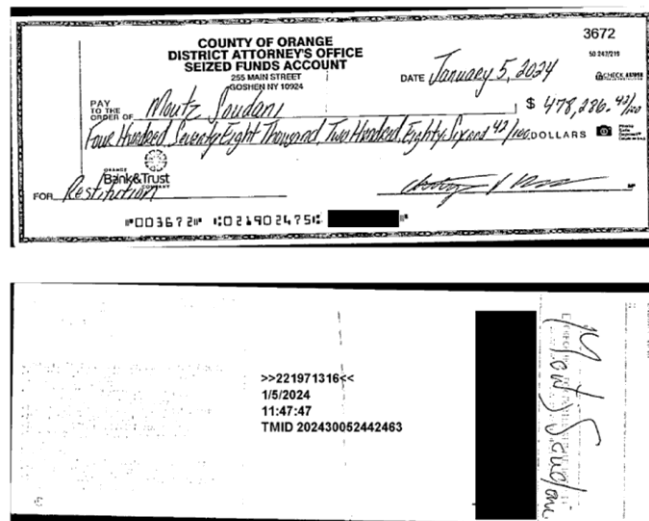 COUNTY OF ORANGE
DISTRICT ATTORNEY'S OFFICE
SEIZED FUNDS ACCOUNT
255 MAIN STREET
GOSHEN NY 10924
3672
DATE January 5, 2024
PAY TO THE ORDER OF Moutz Soudani $ 478,286.42/100
Four Hundred, Seventy Eight Thousand, Two Hundred, Eighty Six and 42/100 DOLLARS
ORANGE
Bank&Trust
COMPANY
FOR Restitution
⑈003672⑈ ⑆021902475⑆ ⑈
>>221971316<<
1/5/2024
11:47:47
TMID 202430052442463
Soudani